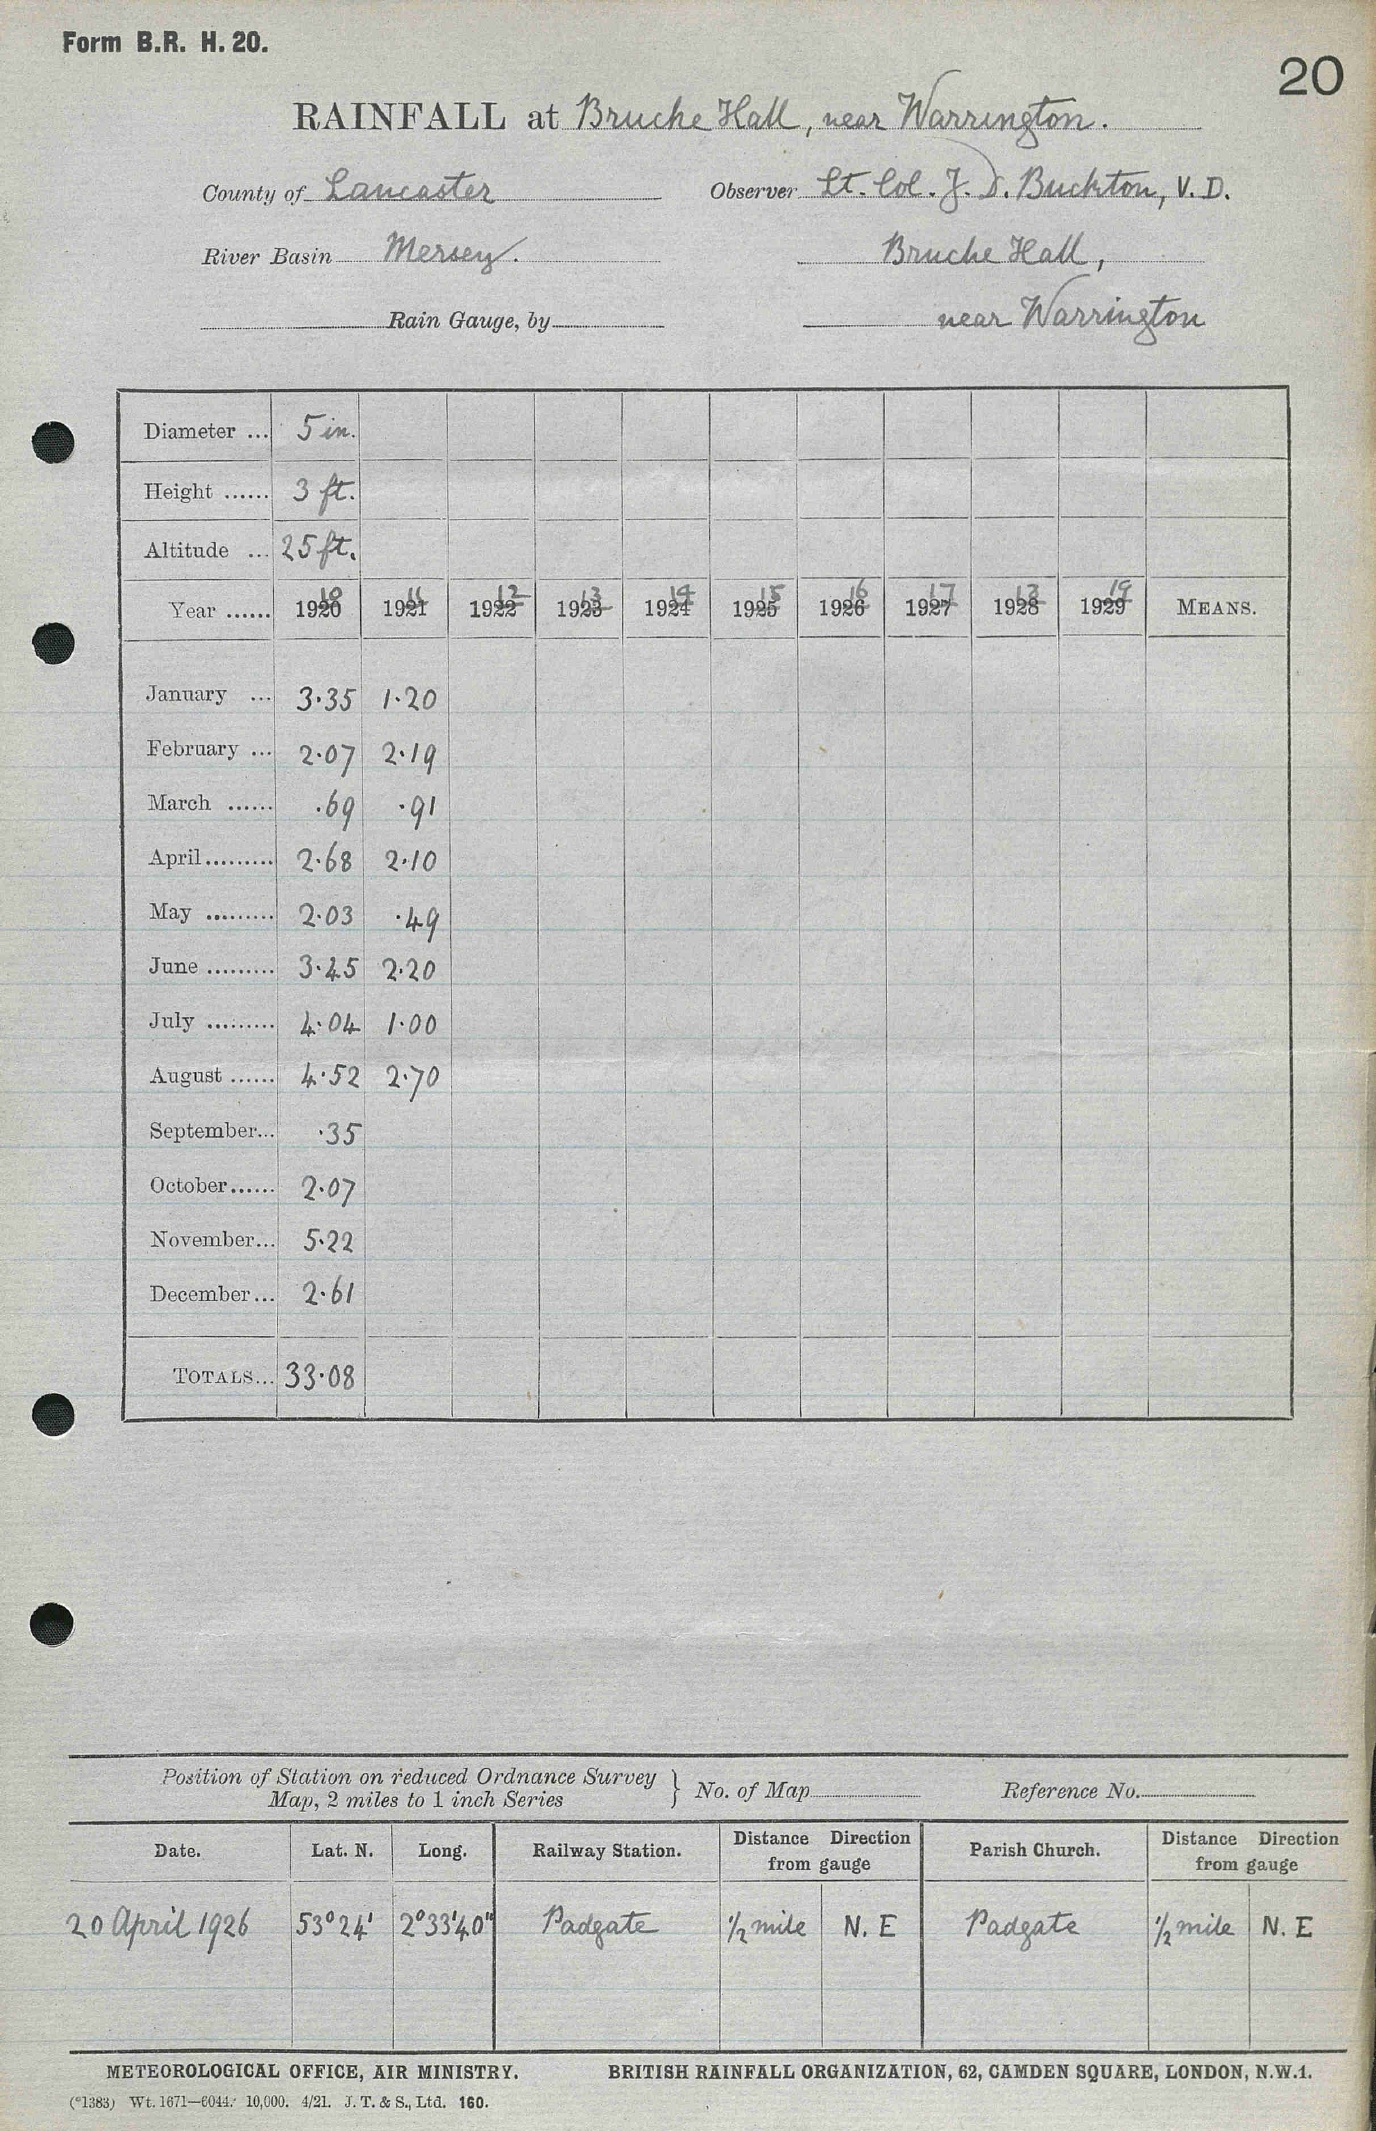 Form B.R. H. 20.
20
RAINFALL at Bruche Hall, near Warrington.
County of Lancaster Observer Lt. Col. J. D. Buckton, V. D.
River Basin Mersey. Bruche Hall,
Rain Gauge, by near Warrington
Diameter ... 5 in.
Height ...... 3 ft.
Altitude ... 25 ft.
10 11 12 13 14 15 16 17 18 19
Year ...... 1920 1921 1922 1923 1924 1925 1926 1927 1928 1929 MEANS.
January ... 3.35 1.20
February ... 2.07 2.19
March ...... .69 .91
April......... 2.68 2.10
May ......... 2.03 .49
June ......... 3.45 2.20
July ......... 4.04 1.00
August ...... 4.52 2.70
September... .35
October...... 2.07
November... 5.22
December... 2.61
TOTALS... 33.08
Position of Station on reduced Ordnance Survey
Map, 2 miles to 1 inch Series } No. of Map Reference No.
Date. Lat. N. Long. Railway Station. Distance Direction from gauge Parish Church. Distance Direction from gauge
20 April 1926 53°24' 2°33'40" Padgate 1/2 mile N. E Padgate 1/2 mile N. E
METEOROLOGICAL OFFICE, AIR MINISTRY. BRITISH RAINFALL ORGANIZATION, 62, CAMDEN SQUARE, LONDON, N.W.1.
(*1383) Wt. 1671—6044. 10,000. 4/21. J. T. & S., Ltd. 160.